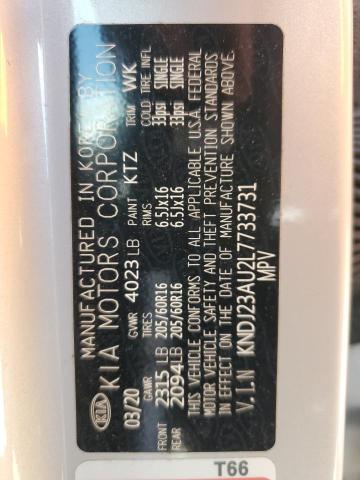 MANUFACTURED IN KOREA BY
KIA KIA MOTORS CORPORATION
03/20 GVWR 4023 LB PAINT KTZ TRIM WK
GAWR TIRES RIMS COLD TIRE INFL
FRONT 2315 LB 205/60R16 6.5Jx16 33psi SINGLE
REAR 2094LB 205/60R16 6.5Jx16 33psi SINGLE
THIS VEHICLE CONFORMS TO ALL APPLICABLE U.S.A. FEDERAL
MOTOR VEHICLE SAFETY AND THEFT PREVENTION STANDARDS
IN EFFECT ON THE DATE OF MANUFACTURE SHOWN ABOVE.
V.I.N KNDJ23AU2L7733731
MPV
T66